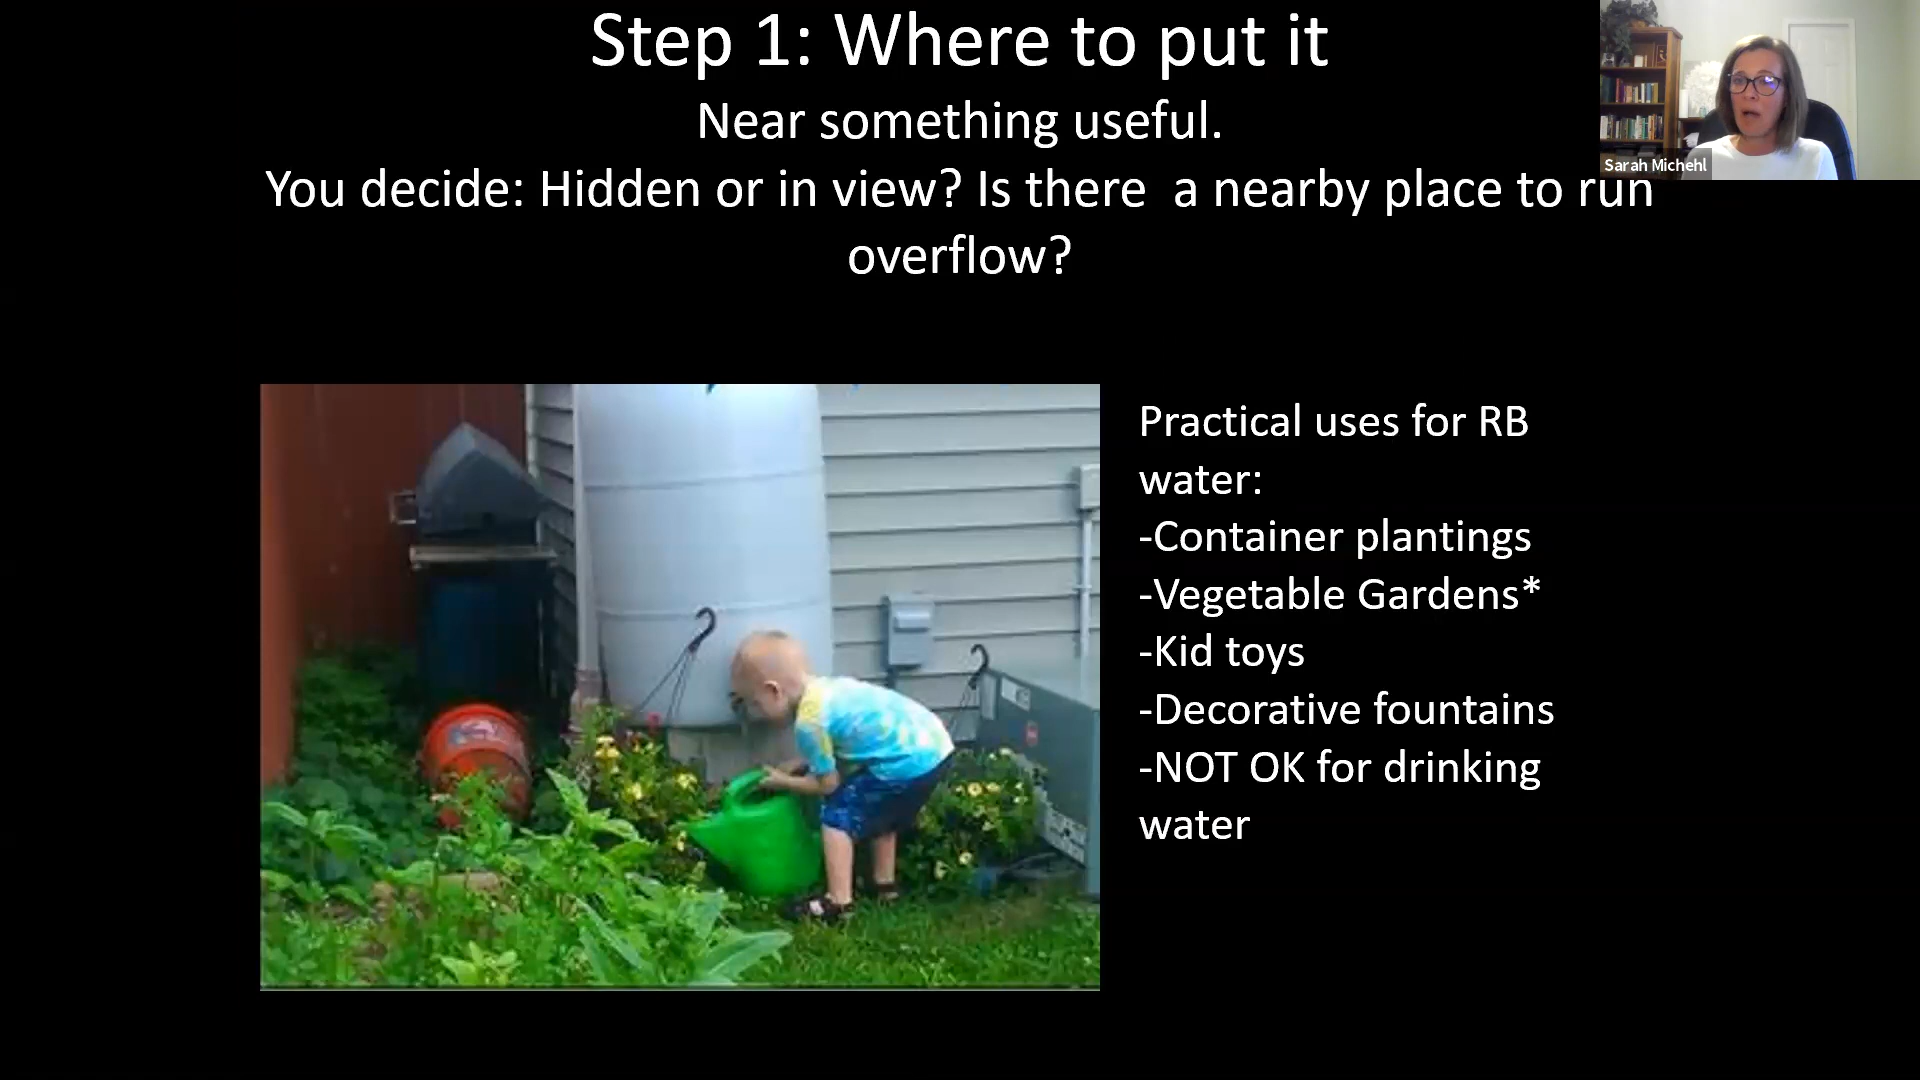 Step 1: Where to put it
Near something useful.
You decide: Hidden or in view? Is there  a nearby place to run
overflow?
Sarah Michehl
Practical uses for RB
water:
-Container plantings
-Vegetable Gardens*
-Kid toys
-Decorative fountains
-NOT OK for drinking
water